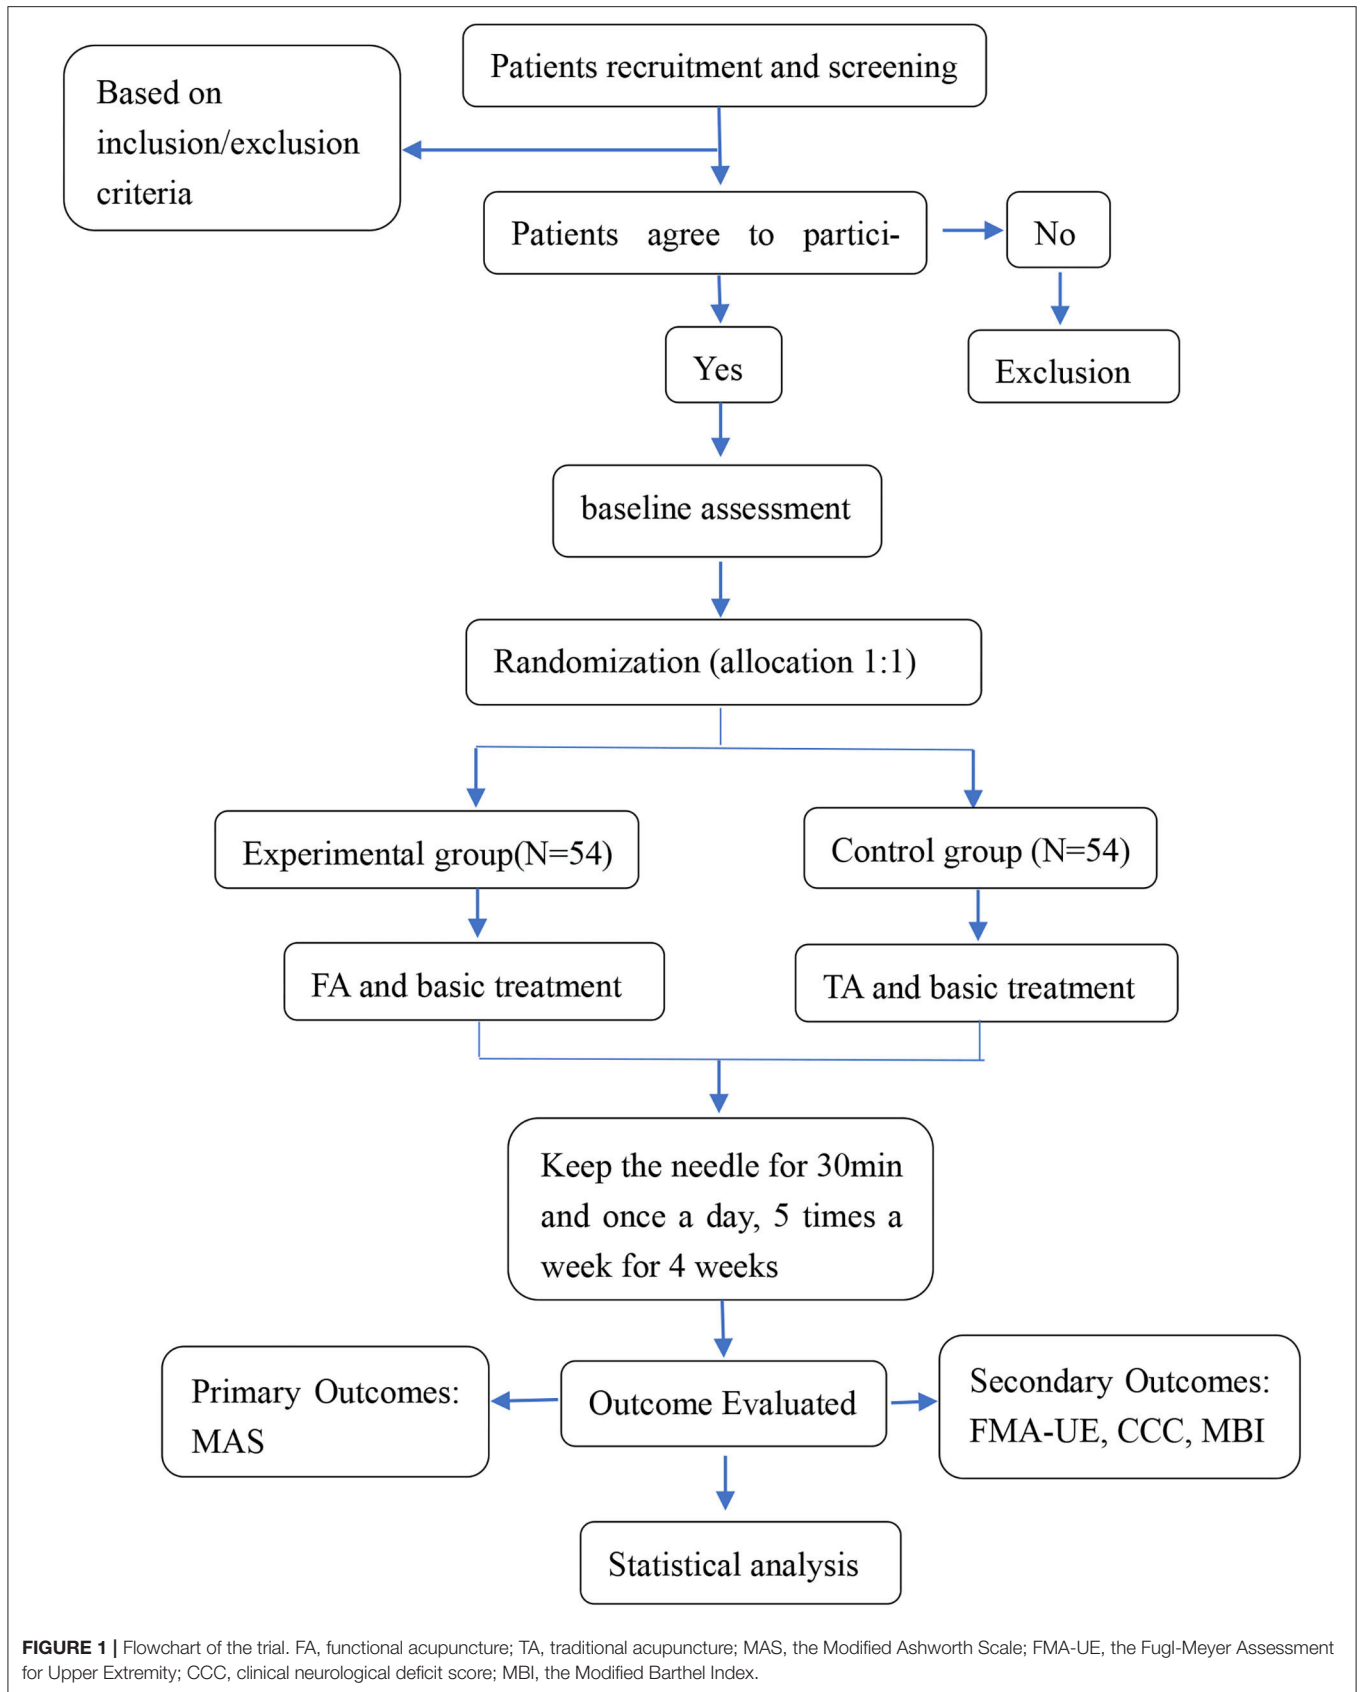 Patients recruitment and screening
Based on
inclusion/exclusion
criteria
Patients agree to partici-
No
Yes
Exclusion
baseline assessment
Randomization (allocation 1:1)
Experimental group(N=54)
Control group (N=54)
FA and basic treatment
TA and basic treatment
Keep the needle for 30min
and once a day, 5 times a
week for 4 weeks
Primary Outcomes:
MAS
Outcome Evaluated
Secondary Outcomes:
FMA-UE, CCC, MBI
Statistical analysis
FIGURE 1 | Flowchart of the trial. FA, functional acupuncture; TA, traditional acupuncture; MAS, the Modified Ashworth Scale; FMA-UE, the Fugl-Meyer Assessment
for Upper Extremity; CCC, clinical neurological deficit score; MBI, the Modified Barthel Index.